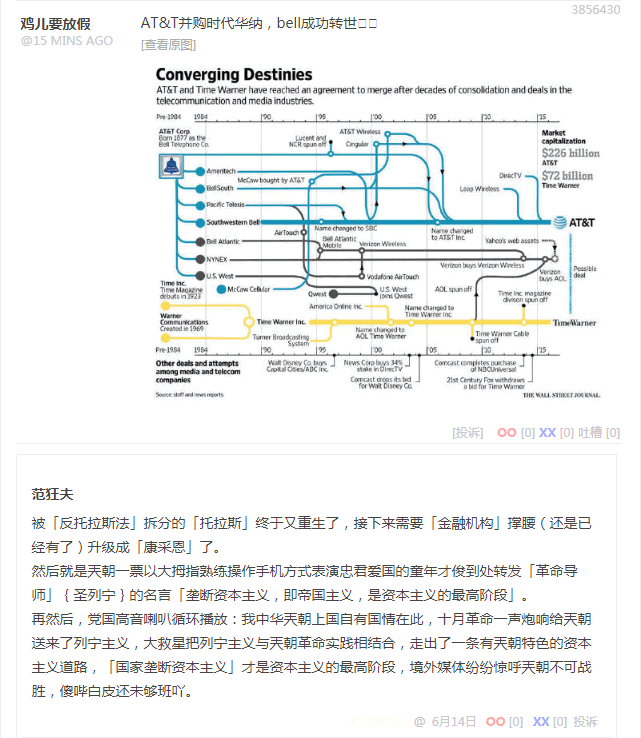 3856430
鸡儿要放假
@15 MINS AGO
AT&T并购时代华纳，bell成功转世
[查看原图]
Converging Destinies
AT&T and Time Warner have reached an agreement to merge after decades of consolidation and deals in the
telecommunication and media industries.
Pre-1984 1984 '90 '95 '00 '05 '10 '15
AT&T Corp.
Born 1877 as the
Bell Telephone Co.
Lucent and
NCR spun off
AT&T Wireless
Cingular
Market
capitalization
$226 billion
AT&T
$72 billion
Time Warner
Ameritech
McCaw bought by AT&T
DirecTV
BellSouth
Leap Wireless
Pacific Telesis
Southwestern Bell
AT&T
AirTouch
Name changed to SBC
Name changed
to AT&T Inc.
Bell Atlantic
Bell Atlantic
Mobile
Verizon Wireless
Yahoo's web assets
NYNEX
Verizon buys Verizon Wireless
Verizon
buys AOL
Possible
deal
U.S. West
Vodafone AirTouch
McCaw Cellular
Qwest
U.S. West
joins Qwest
AOL spun off
Time Inc. magazine
divison spun off
Time Inc.
Time Magazine
debuts in 1923
America Online Inc.
Name changed to
Time Warner Inc.
Warner
Communications
Created in 1969
Time Warner Inc.
TimeWarner
Turner Broadcasting
System
Name changed to
AOL Time Warner
Time Warner Cable
spun off
Pre-1984 1984 '90 '95 '00 '05 '10 '15
Other deals and attempts
among media and telecom
companies
Walt Disney Co. buys
Capital Cities/ABC Inc.
News Corp buys 34%
stake in DirecTV
Comcast completes purchase
of NBCUniversal
Comcast drops its bid
for Walt Disney Co.
21st Century Fox withdraws
a bid for Time Warner
Source: staff and news reports
THE WALL STREET JOURNAL.
[投诉] OO [0] XX [0] 吐槽 [0]
范狂夫
被「反托拉斯法」拆分的「托拉斯」终于又重生了，接下来需要「金融机构」撑腰（还是已
经有了）升级成「康采恩」了。
然后就是天朝一票以大拇指熟练操作手机方式表演忠君爱国的童年才俊到处转发「革命导
师」｛圣列宁｝的名言「垄断资本主义，即帝国主义，是资本主义的最高阶段」。
再然后，党国高音喇叭循环播放：我中华天朝上国自有国情在此，十月革命一声炮响给天朝
送来了列宁主义，大救星把列宁主义与天朝革命实践相结合，走出了一条有天朝特色的资本
主义道路，「国家垄断资本主义」才是资本主义的最高阶段，境外媒体纷纷惊呼天朝不可战
胜，傻哔白皮还未够班吖。
@ 6月14日 OO [0] XX [0] 投诉